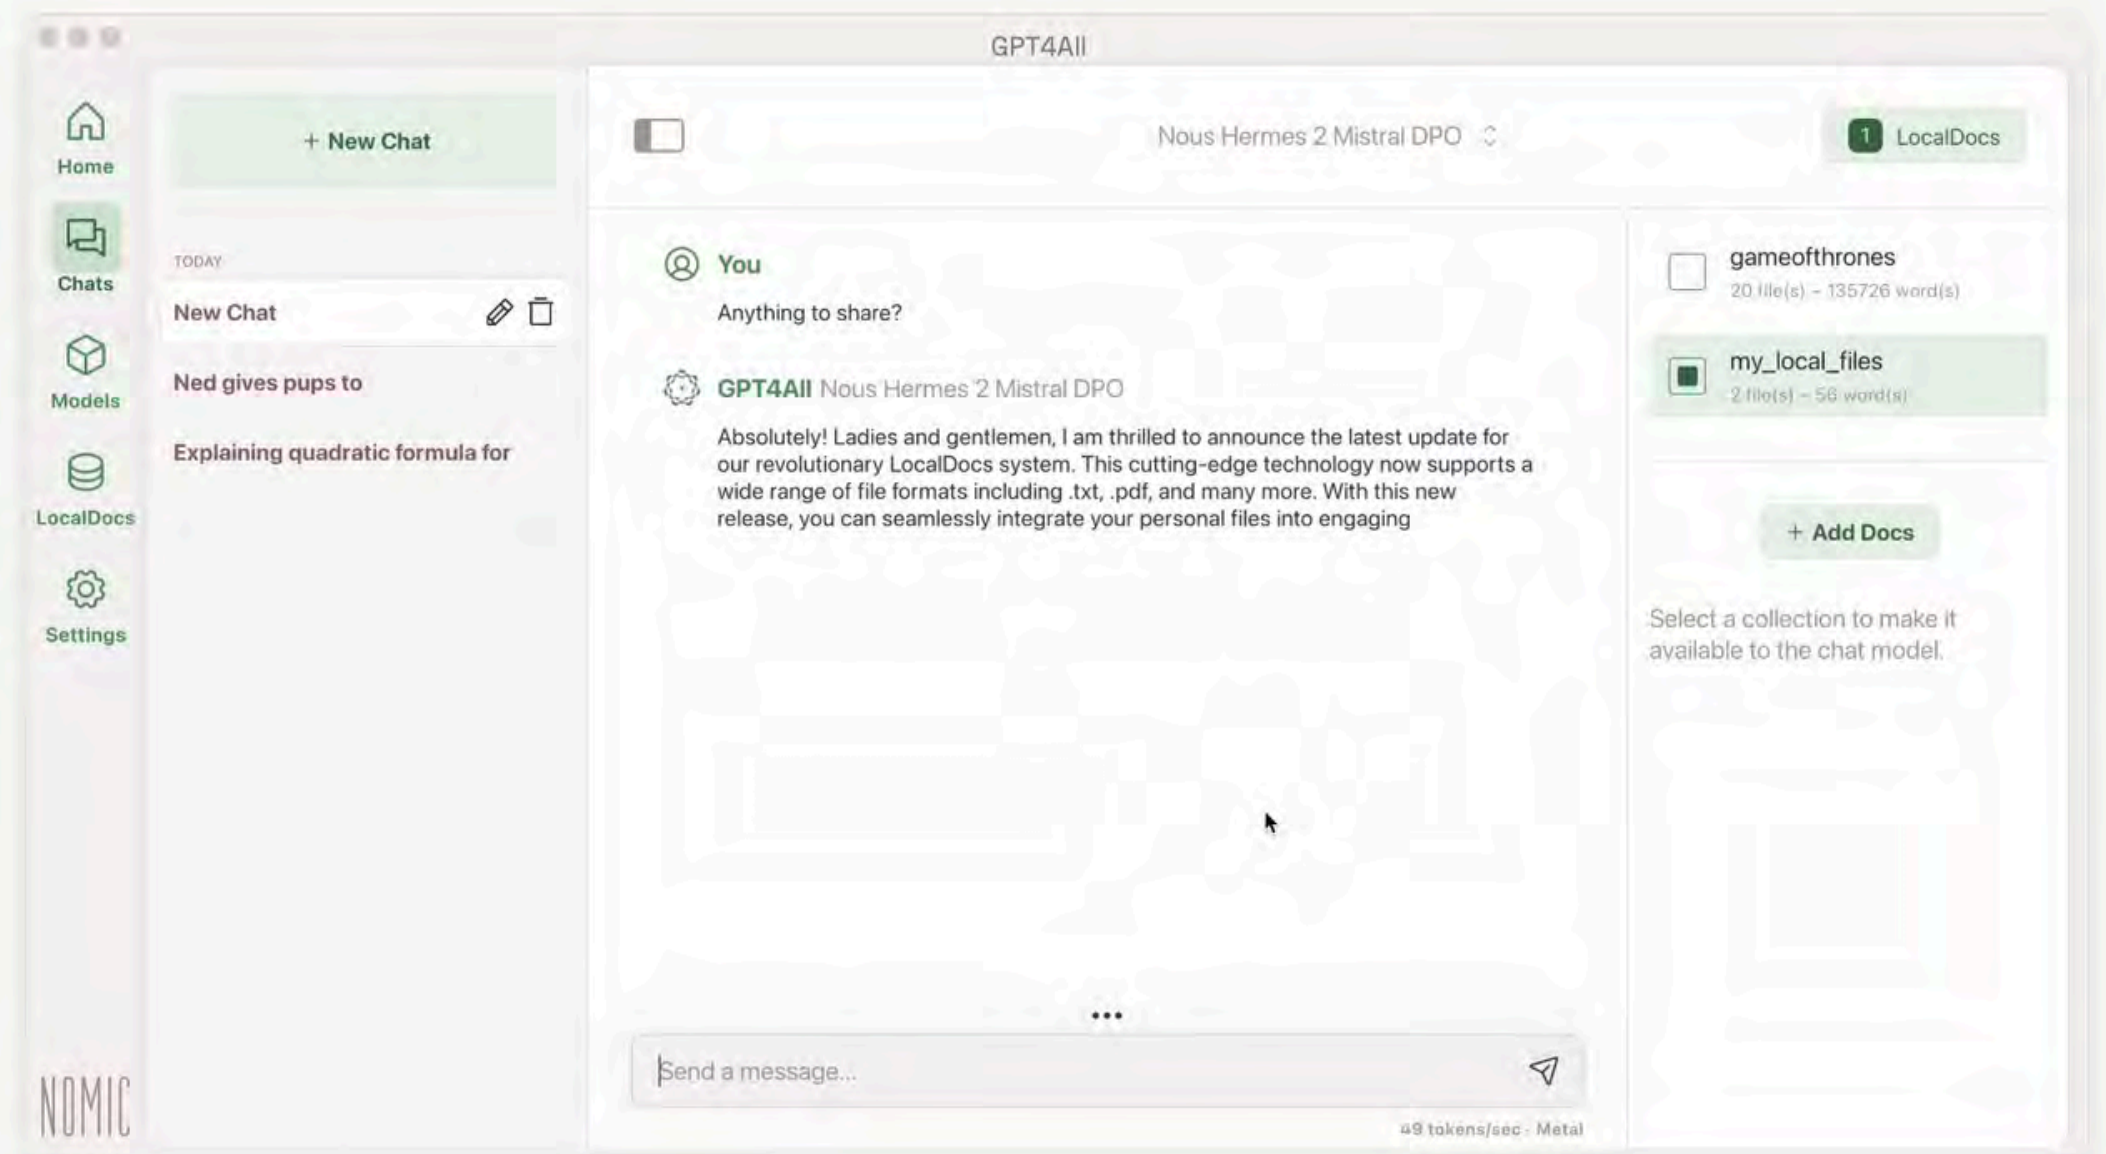 GPT4All
Home
Chats
Models
LocalDocs
Settings
NOMIC
+ New Chat
TODAY
New Chat
Ned gives pups to
Explaining quadratic formula for
Nous Hermes 2 Mistral DPO
1 LocalDocs
You
Anything to share?
GPT4All Nous Hermes 2 Mistral DPO
Absolutely! Ladies and gentlemen, I am thrilled to announce the latest update for
our revolutionary LocalDocs system. This cutting-edge technology now supports a
wide range of file formats including .txt, .pdf, and many more. With this new
release, you can seamlessly integrate your personal files into engaging
Send a message...
49 tokens/sec · Metal
gameofthrones
20 file(s) – 135726 word(s)
my_local_files
2 file(s) – 56 word(s)
+ Add Docs
Select a collection to make it
available to the chat model.